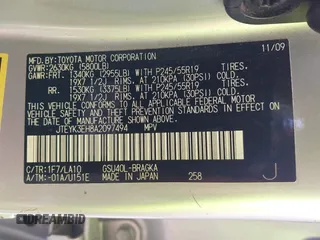 MFD.BY:TOYOTA MOTOR CORPORATION 11/09
GVWR:2630KG (5800LB)
GAWR:FRT. 1340KG (2955LB) WITH P245/55R19
19X7 1/2J RIMS, AT 210KPA (30PSI) COLD
RR. 1530KG (3375LB) WITH P245/55R19
19X7 1/2J RIMS, AT 210KPA (30PSI) COLD
THIS VEHICLE CONFORMS TO ALL APPLICABLE FEDERAL
MOTOR VEHICLE SAFETY, BUMPER, AND THEFT
PREVENTION STANDARDS IN EFFECT ON THE DATE OF
MANUFACTURE SHOWN ABOVE.
JTEYK3EH8A2097494 MPV
C/TR:1F7/LA10 GSU40L-BRAGKA
A/TM:-01A/U151E MADE IN JAPAN 258 J
DREAMBID